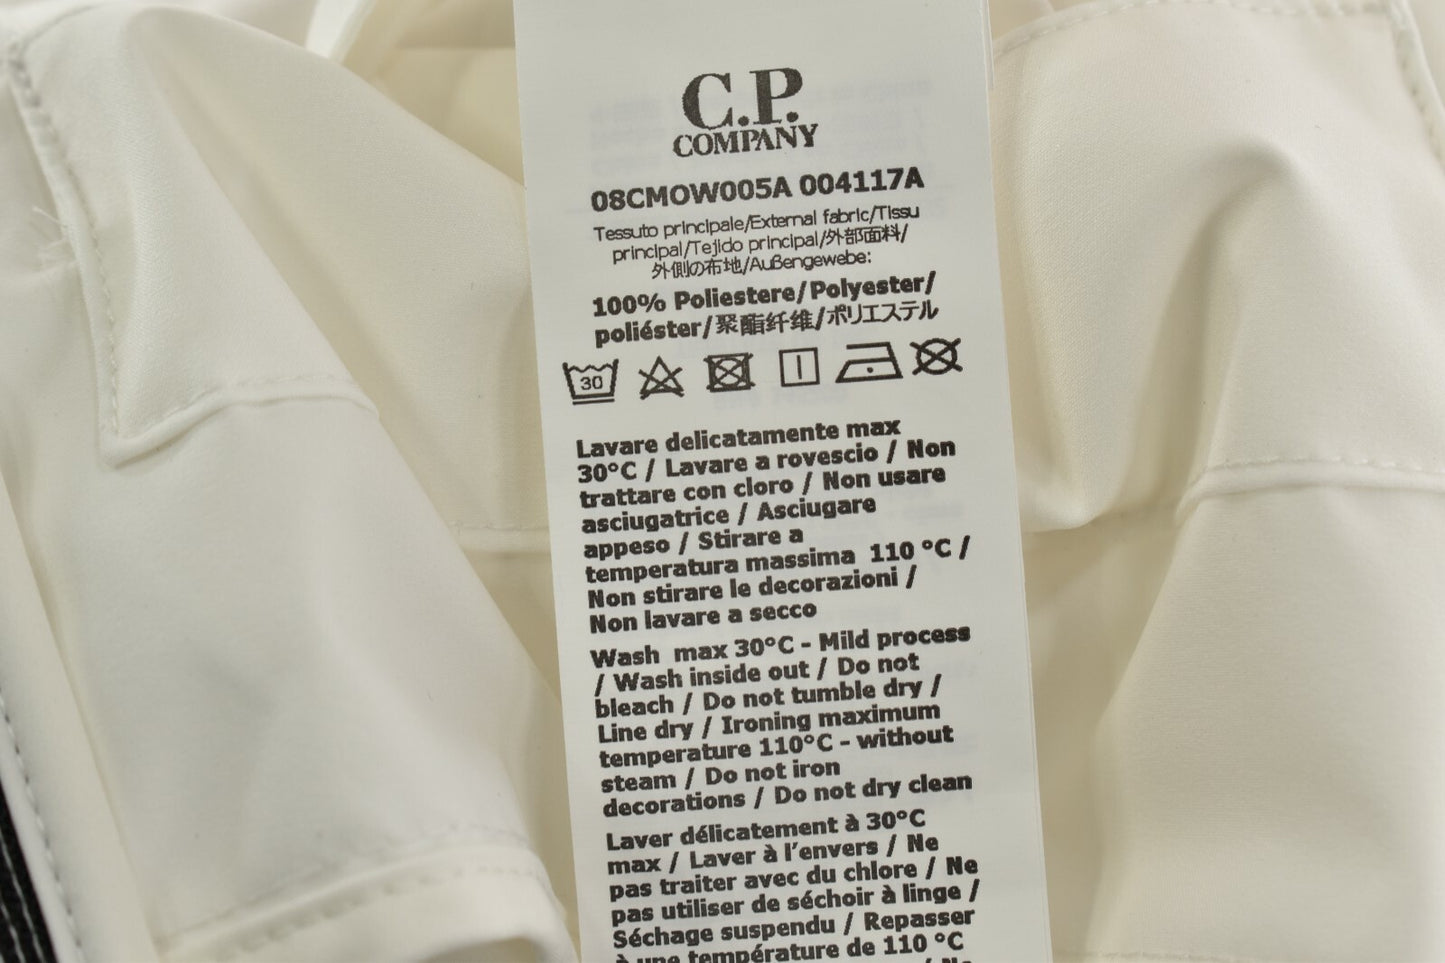 C.P.
COMPANY
08CMOW005A 004117A
Tessuto principale/External fabric/Tissu
principal/Tejido principal/外部面料/
外側の布地/Außengewebe:
100% Poliestere/Polyester/
poliéster/聚酯纤维/ポリエステル
30
Lavare delicatamente max
30°C / Lavare a rovescio / Non
trattare con cloro / Non usare
asciugatrice / Asciugare
appeso / Stirare a
temperatura massima 110 °C /
Non stirare le decorazioni /
Non lavare a secco
Wash max 30°C - Mild process
/ Wash inside out / Do not
bleach / Do not tumble dry /
Line dry / Ironing maximum
temperature 110°C - without
steam / Do not iron
decorations / Do not dry clean
Laver délicatement à 30°C
max / Laver à l'envers / Ne
pas traiter avec du chlore / Ne
pas utiliser de séchoir à linge /
Séchage suspendu / Repasser
à une température de 110 °C